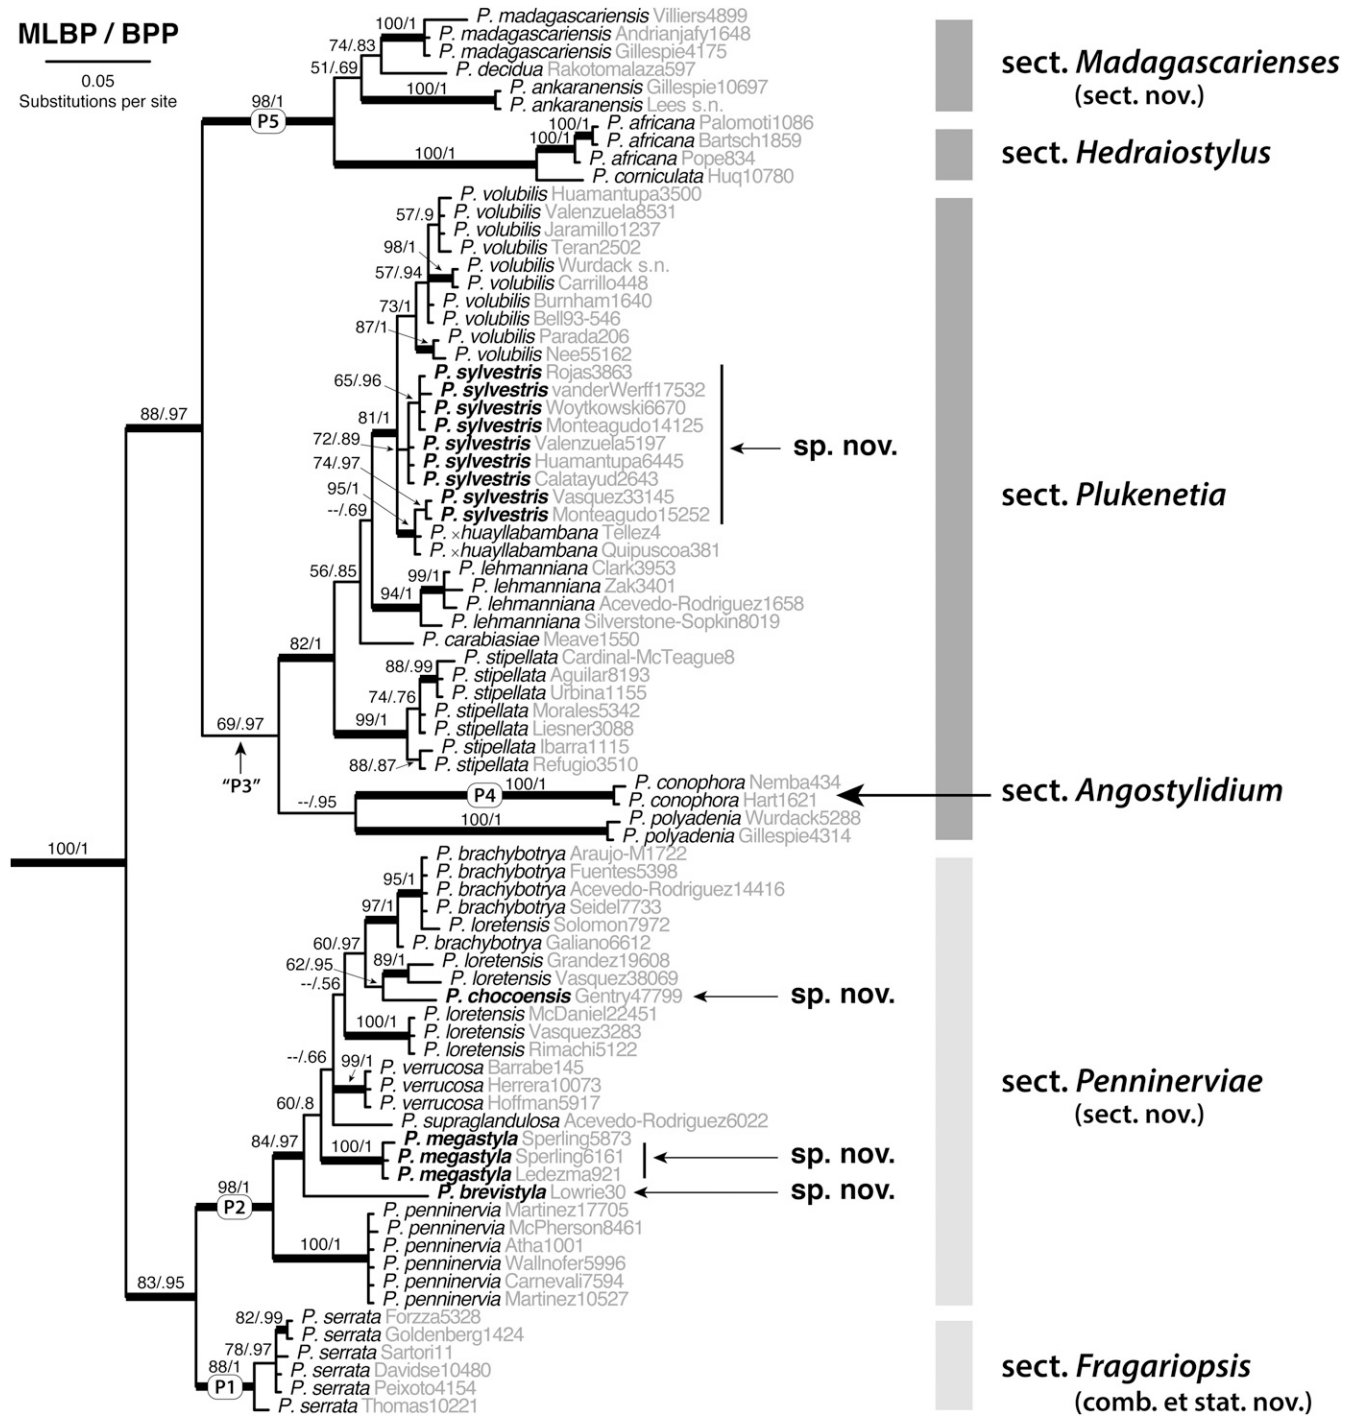 MLBP / BPP
0.05
Substitutions per site
100/1
P. madagascariensis Villiers4899
P. madagascariensis Andrianjafy1648
P. madagascariensis Gillespie4175
74/.83
51/.69
P. decidua Rakotomalaza597
100/1
P. ankaranensis Gillespie10697
P. ankaranensis Lees s.n.
98/1
P5
100/1
100/1
P. africana Palomoti1086
P. africana Bartsch1859
P. africana Pope834
100/1
P. corniculata Huq10780
sect. Madagascarienses
(sect. nov.)
sect. Hedraiostylus
P. volubilis Huamantupa3500
57/.9
P. volubilis Valenzuela8531
P. volubilis Jaramillo1237
98/1
P. volubilis Teran2502
P. volubilis Wurdack s.n.
57/.94
P. volubilis Carrillo448
73/1
P. volubilis Burnham1640
P. volubilis Bell93-546
87/1
P. volubilis Parada206
P. volubilis Nee55162
65/.96
P. sylvestris Rojas3863
P. sylvestris vanderWerff17532
P. sylvestris Woytkowski6670
81/1
P. sylvestris Monteagudo14125
72/.89
P. sylvestris Valenzuela5197
sp. nov.
74/.97
P. sylvestris Huamantupa6445
P. sylvestris Calatayud2643
95/1
P. sylvestris Vasquez33145
--/.69
P. sylvestris Monteagudo15252
P. ×huayllabambana Tellez4
P. ×huayllabambana Quipuscoa381
56/.85
99/1
P. lehmanniana Clark3953
94/1
P. lehmanniana Zak3401
P. lehmanniana Acevedo-Rodriguez1658
P. lehmanniana Silverstone-Sopkin8019
P. carabiasiae Meave1550
82/1
88/.99
P. stipellata Cardinal-McTeague8
P. stipellata Aguilar8193
74/.76
P. stipellata Urbina1155
99/1
P. stipellata Morales5342
P. stipellata Liesner3088
P. stipellata Ibarra1115
88/.87
P. stipellata Refugio3510
sect. Plukenetia
88/.97
69/.97
"P3"
--/.95
P4
100/1
P. conophora Nemba434
P. conophora Hart1621
sect. Angostylidium
100/1
P. polyadenia Wurdack5288
P. polyadenia Gillespie4314
100/1
P. brachybotrya Araujo-M1722
95/1
P. brachybotrya Fuentes5398
P. brachybotrya Acevedo-Rodriguez14416
97/1
P. brachybotrya Seidel7733
P. loretensis Solomon7972
60/.97
P. brachybotrya Galiano6612
62/.95
89/1
P. loretensis Grandez19608
--/.56
P. loretensis Vasquez38069
P. chocoensis Gentry47799
sp. nov.
100/1
P. loretensis McDaniel22451
P. loretensis Vasquez3283
P. loretensis Rimachi5122
--/.66
99/1
P. verrucosa Barrabe145
P. verrucosa Herrera10073
60/.8
P. verrucosa Hoffman5917
P. supraglandulosa Acevedo-Rodriguez6022
84/.97
100/1
P. megastyla Sperling5873
P. megastyla Sperling6161
P. megastyla Ledezma921
sp. nov.
P. brevistyla Lowrie30
sp. nov.
98/1
P2
100/1
P. penninervia Martinez17705
P. penninervia McPherson8461
P. penninervia Atha1001
P. penninervia Wallnofer5996
P. penninervia Carnevali7594
P. penninervia Martinez10527
sect. Penninerviae
(sect. nov.)
83/.95
82/.99
P. serrata Forzza5328
P. serrata Goldenberg1424
78/.97
P. serrata Sartori11
88/1
P1
P. serrata Davidse10480
P. serrata Peixoto4154
P. serrata Thomas10221
sect. Fragariopsis
(comb. et stat. nov.)